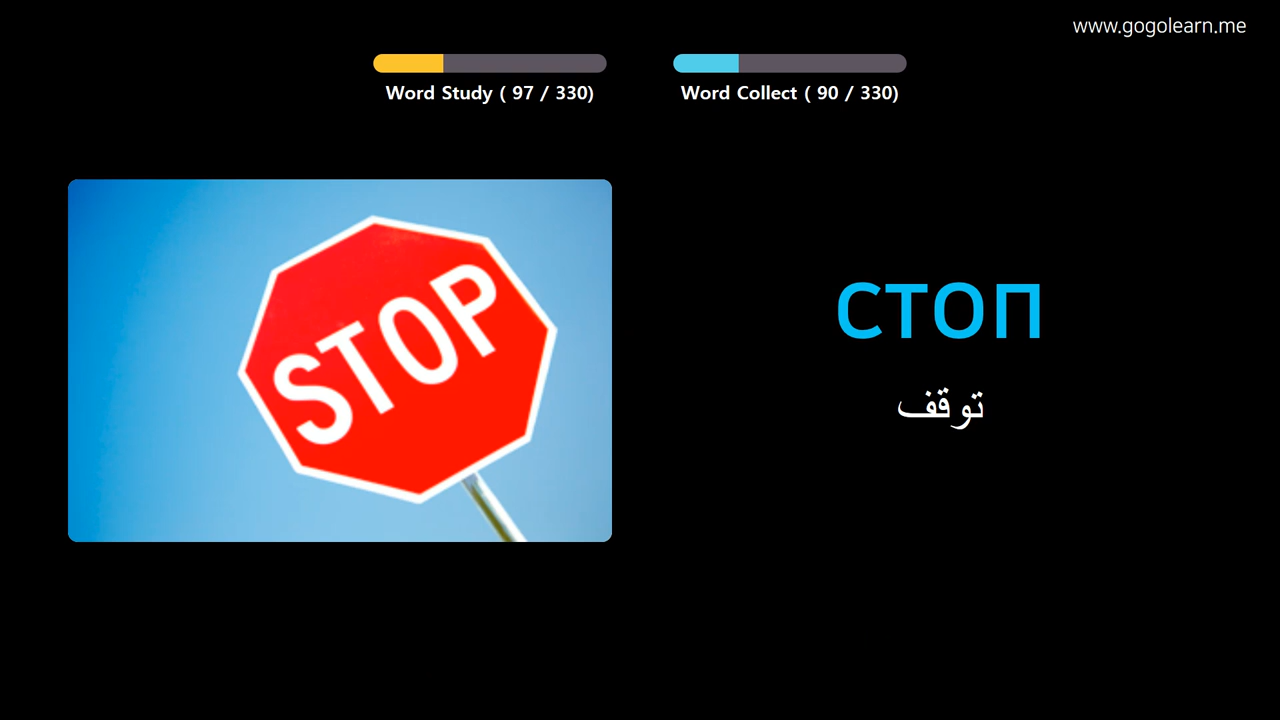 www.gogolearn.me
Word Study ( 97 / 330)
Word Collect ( 90 / 330)
STOP
стоп
توقف